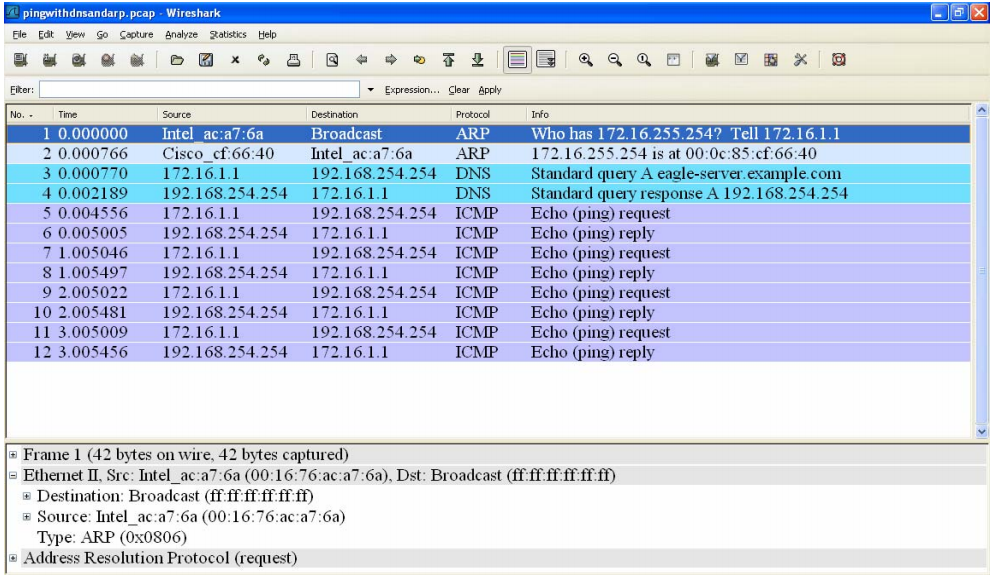 pingwithdnsandarp.pcap - Wireshark
File Edit View Go Capture Analyze Statistics Help
Filter: Expression... Clear Apply
No. - Time Source Destination Protocol Info
1 0.000000 Intel_ac:a7:6a Broadcast ARP Who has 172.16.255.254? Tell 172.16.1.1
2 0.000766 Cisco_cf:66:40 Intel_ac:a7:6a ARP 172.16.255.254 is at 00:0c:85:cf:66:40
3 0.000770 172.16.1.1 192.168.254.254 DNS Standard query A eagle-server.example.com
4 0.002189 192.168.254.254 172.16.1.1 DNS Standard query response A 192.168.254.254
5 0.004556 172.16.1.1 192.168.254.254 ICMP Echo (ping) request
6 0.005005 192.168.254.254 172.16.1.1 ICMP Echo (ping) reply
7 1.005046 172.16.1.1 192.168.254.254 ICMP Echo (ping) request
8 1.005497 192.168.254.254 172.16.1.1 ICMP Echo (ping) reply
9 2.005022 172.16.1.1 192.168.254.254 ICMP Echo (ping) request
10 2.005481 192.168.254.254 172.16.1.1 ICMP Echo (ping) reply
11 3.005009 172.16.1.1 192.168.254.254 ICMP Echo (ping) request
12 3.005456 192.168.254.254 172.16.1.1 ICMP Echo (ping) reply
Frame 1 (42 bytes on wire, 42 bytes captured)
Ethernet II, Src: Intel_ac:a7:6a (00:16:76:ac:a7:6a), Dst: Broadcast (ff:ff:ff:ff:ff:ff)
Destination: Broadcast (ff:ff:ff:ff:ff:ff)
Source: Intel_ac:a7:6a (00:16:76:ac:a7:6a)
Type: ARP (0x0806)
Address Resolution Protocol (request)